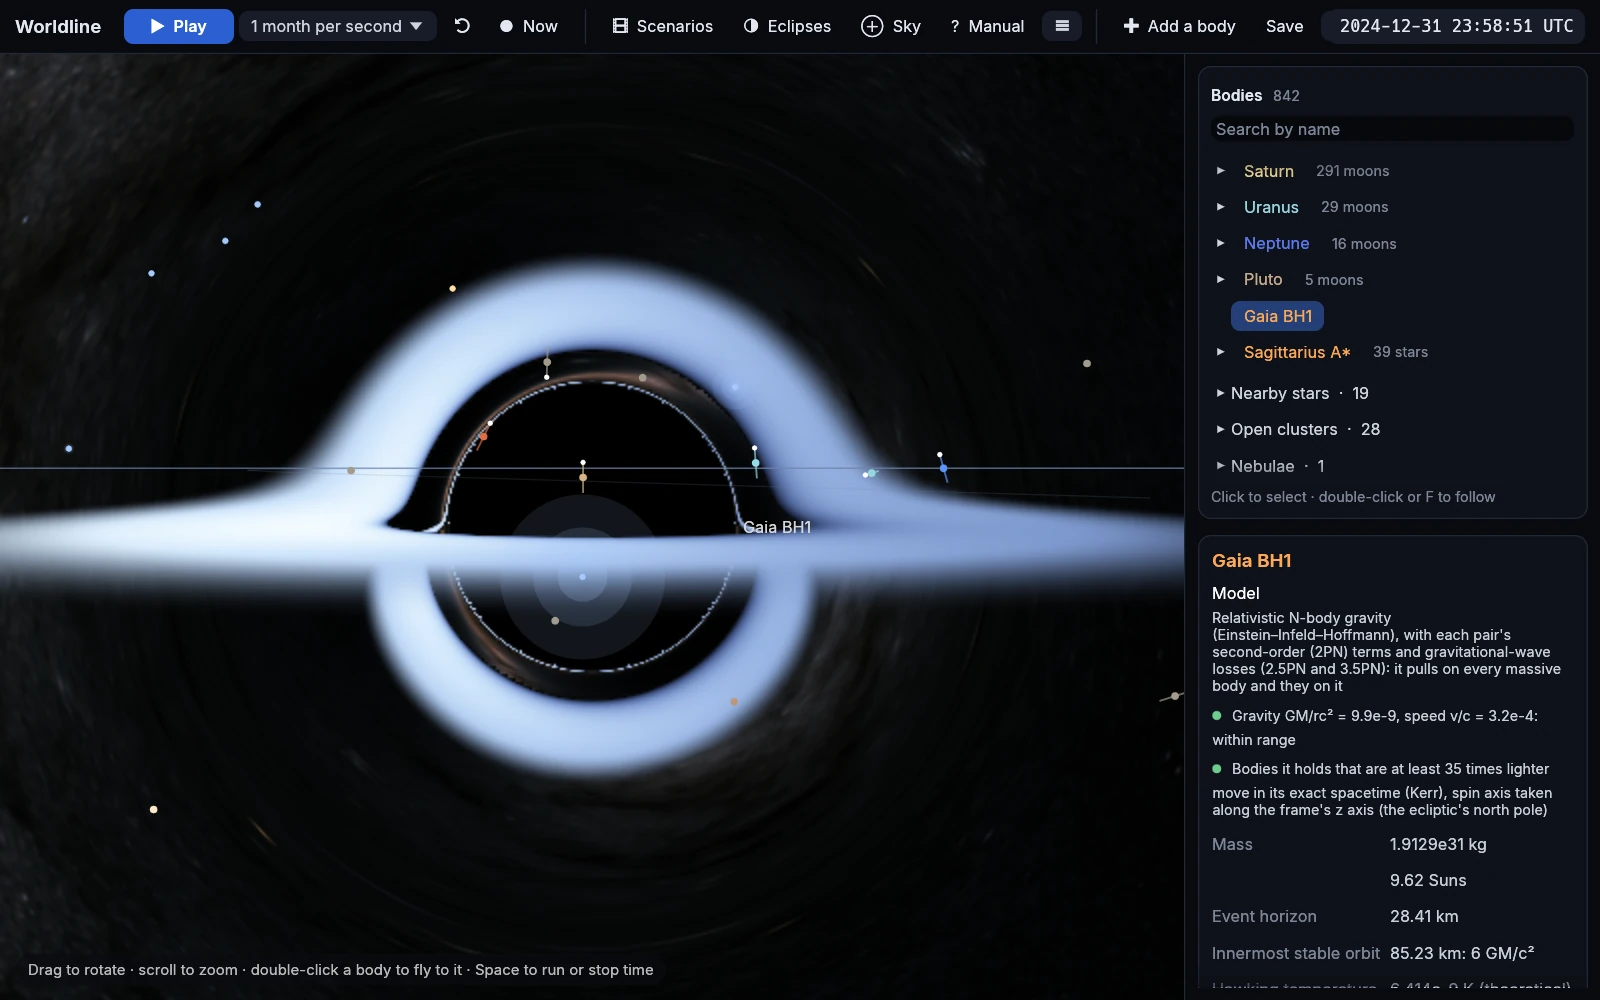 Worldline
Play
1 month per second
Now
Scenarios
Eclipses
Sky
? Manual
Add a body
Save
2024-12-31 23:58:51 UTC
Bodies 842
Search by name
Saturn 291 moons
Uranus 29 moons
Neptune 16 moons
Pluto 5 moons
Gaia BH1
Sagittarius A* 39 stars
Nearby stars · 19
Open clusters · 28
Nebulae · 1
Click to select · double-click or F to follow
Gaia BH1
Gaia BH1
Model
Relativistic N-body gravity
(Einstein–Infeld–Hoffmann), with each pair's
second-order (2PN) terms and gravitational-wave
losses (2.5PN and 3.5PN): it pulls on every massive
body and they on it
Gravity GM/rc² = 9.9e-9, speed v/c = 3.2e-4:
within range
Bodies it holds that are at least 35 times lighter
move in its exact spacetime (Kerr), spin axis taken
along the frame's z axis (the ecliptic's north pole)
Mass 1.9129e31 kg
9.62 Suns
Event horizon 28.41 km
Innermost stable orbit 85.23 km: 6 GM/c²
Hawking temperature 6.414e-9 K (theoretical)
Drag to rotate · scroll to zoom · double-click a body to fly to it · Space to run or stop time